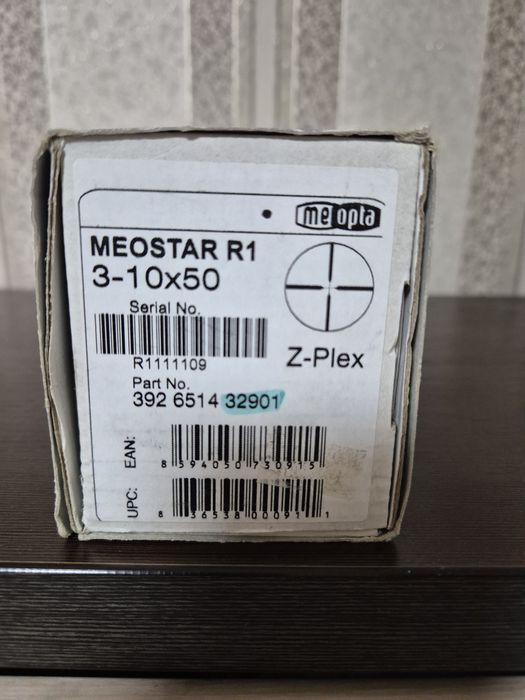 meopta
MEOSTAR R1
3-10x50
Serial No.
R1111109
Z-Plex
Part No.
392 6514 32901
EAN:
8 594050 730915
UPC:
8 36538 00091 1